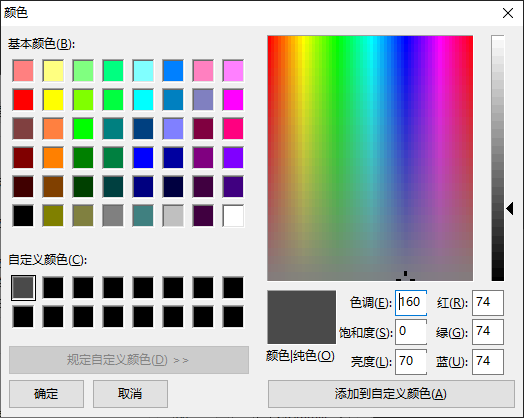 颜色
基本颜色(B):
自定义颜色(C):
规定自定义颜色(D) >>
确定 取消
色调(E): 160 红(R): 74
饱和度(S): 0 绿(G): 74
颜色|纯色(O) 亮度(L): 70 蓝(U): 74
添加到自定义颜色(A)